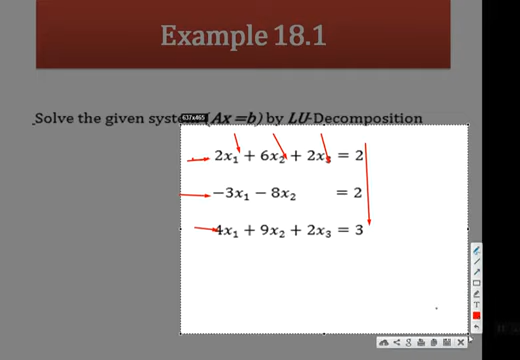 Example 18.1
Solve the given syste (Ax =b) by LU-Decomposition
637x465
2x₁ + 6x₂ + 2x₃ = 2
−3x₁ − 8x₂ = 2
4x₁ + 9x₂ + 2x₃ = 3